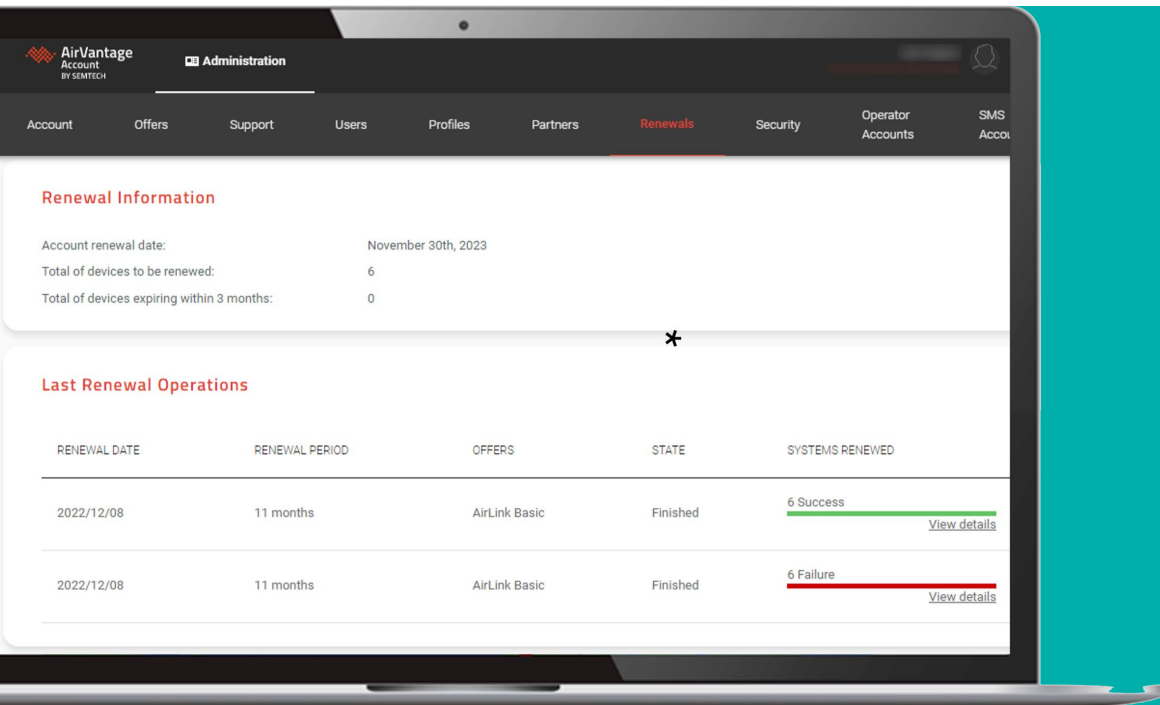 AirVantage
Account
BY SEMTECH
Administration
Account Offers Support Users Profiles Partners Renewals Security Operator Accounts SMS
Renewal Information
Account renewal date: November 30th, 2023
Total of devices to be renewed: 6
Total of devices expiring within 3 months: 0
*
Last Renewal Operations
RENEWAL DATE RENEWAL PERIOD OFFERS STATE SYSTEMS RENEWED
2022/12/08 11 months AirLink Basic Finished 6 Success
View details
2022/12/08 11 months AirLink Basic Finished 6 Failure
View details